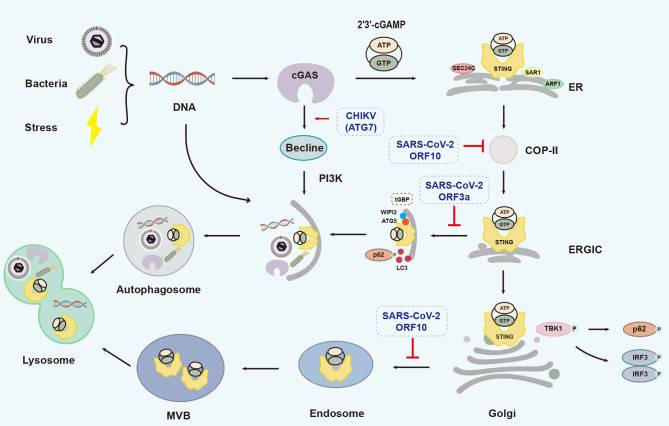 Virus
Bacteria
Stress
DNA
cGAS
2'3'-cGAMP
ATP
GTP
ATP
GTP
STING
SEC24C
SAR1
ARF1
ER
CHIKV
(ATG7)
Becline
PI3K
SARS-CoV-2
ORF10
COP-II
SARS-CoV-2
ORF3a
tGBP
WIPI2
ATG5
p62
P
LC3
ATP
GTP
STING
ERGIC
Autophagosome
Lysosome
SARS-CoV-2
ORF10
ATP
GTP
STING
TBK1
P
p62
P
IRF3
P
IRF3
P
MVB
Endosome
Golgi